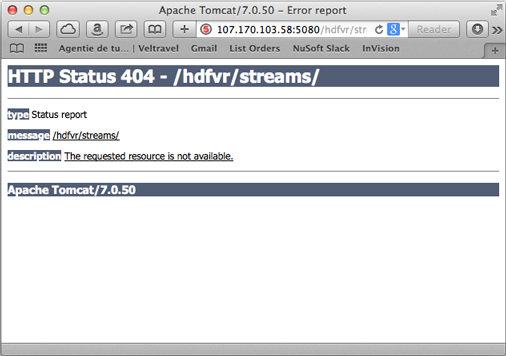 Apache Tomcat/7.0.50 – Error report
107.170.103.58:5080/hdfvr/str
Reader
Agentie de tu... | Veltravel Gmail List Orders NuSoft Slack InVision
HTTP Status 404 - /hdfvr/streams/
type Status report
message /hdfvr/streams/
description The requested resource is not available.
Apache Tomcat/7.0.50